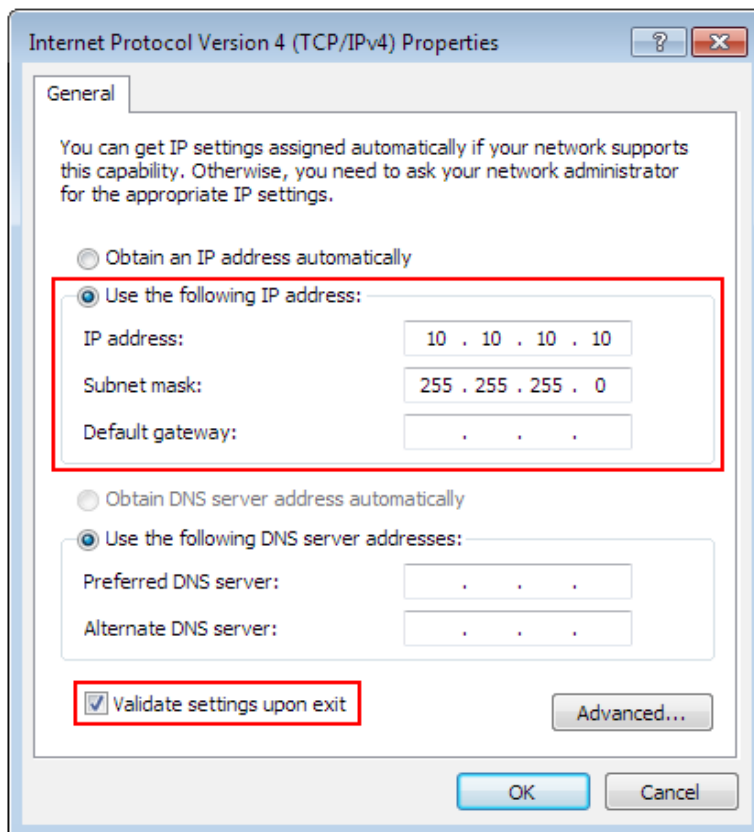 Internet Protocol Version 4 (TCP/IPv4) Properties
?
General
You can get IP settings assigned automatically if your network supports
this capability. Otherwise, you need to ask your network administrator
for the appropriate IP settings.
Obtain an IP address automatically
Use the following IP address:
IP address: 10 . 10 . 10 . 10
Subnet mask: 255 . 255 . 255 . 0
Default gateway: . . .
Obtain DNS server address automatically
Use the following DNS server addresses:
Preferred DNS server: . . .
Alternate DNS server: . . .
Validate settings upon exit
Advanced...
OK Cancel